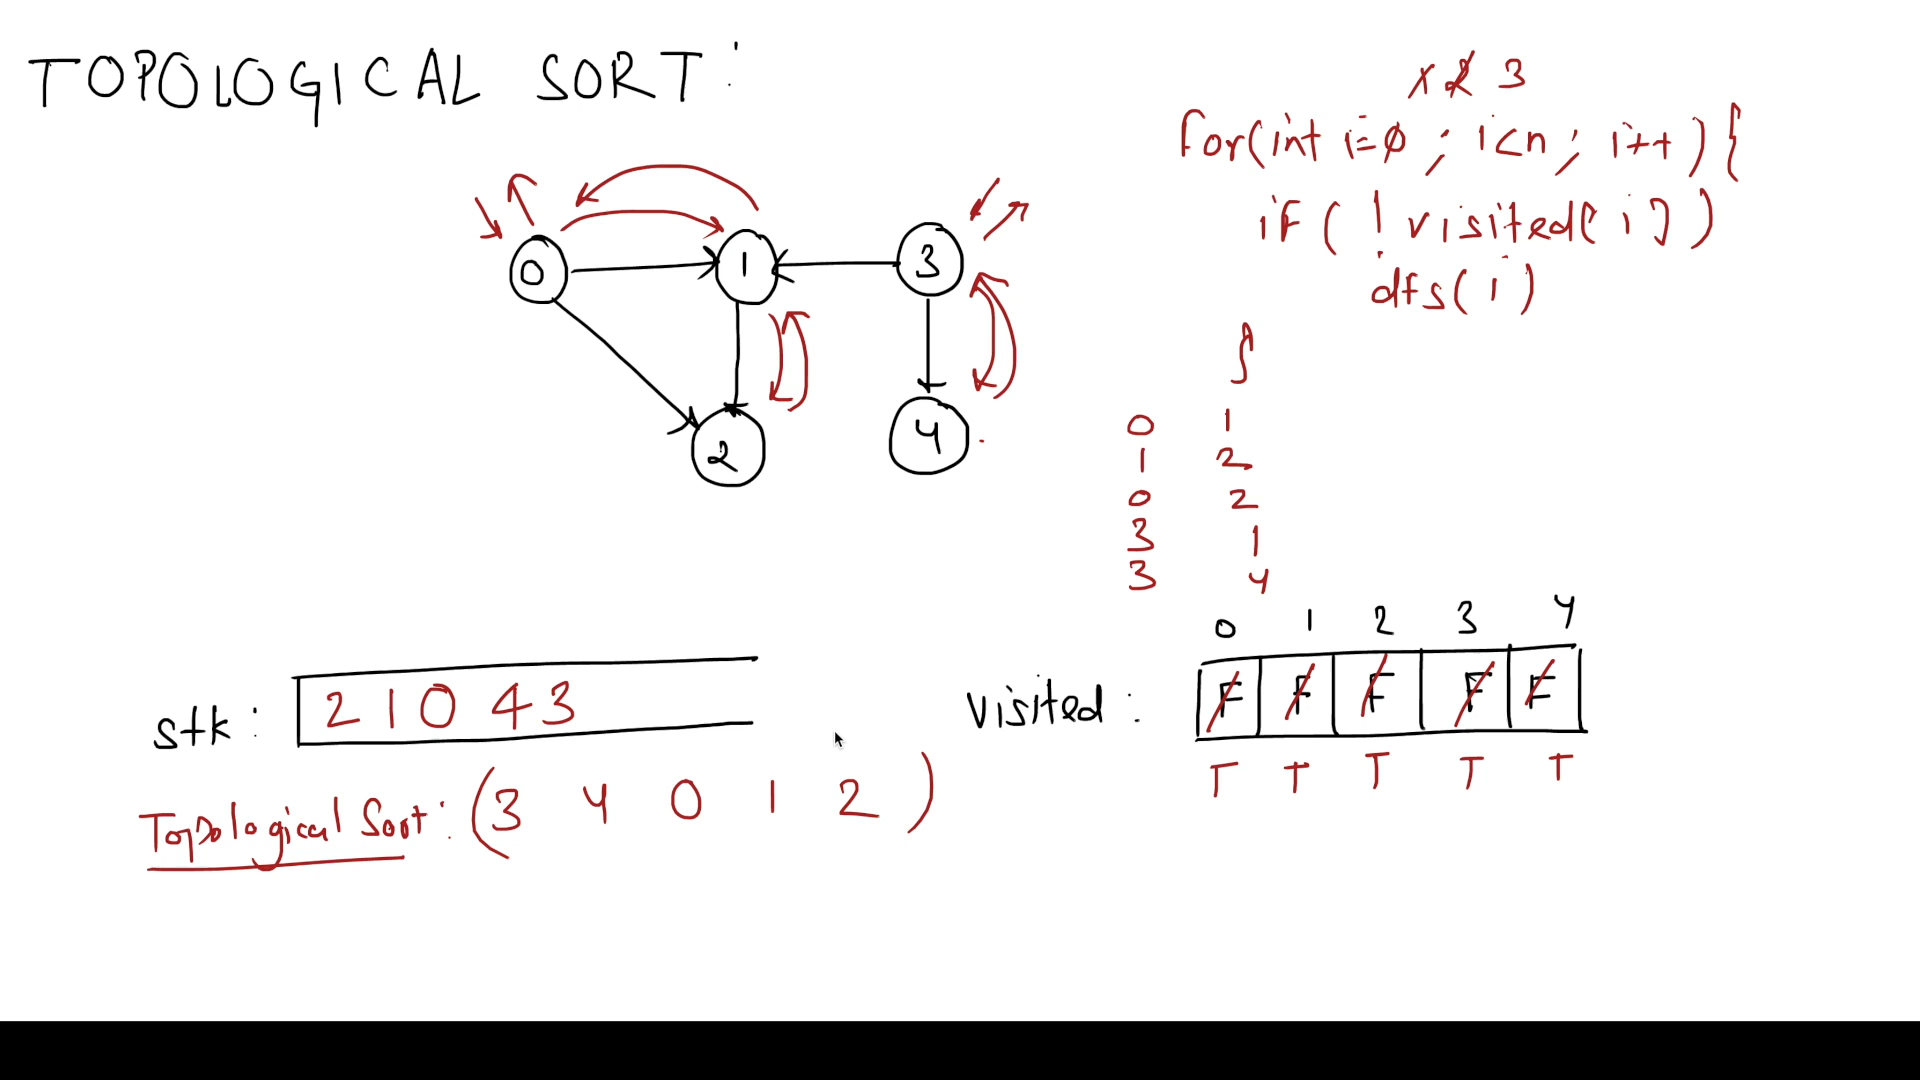 TOPOLOGICAL SORT:
1 2 3
for(int i=0 ; i<n ; i++){
if( ! visited[i])
dfs(i)
}
0 1 3
2 4
0 1
1 2
0 2
3 1
3 4
0 1 2 3 4
stk: 2 1 0 4 3
Visited: F F F F F
T T T T T
Topological Sort: (3 4 0 1 2)